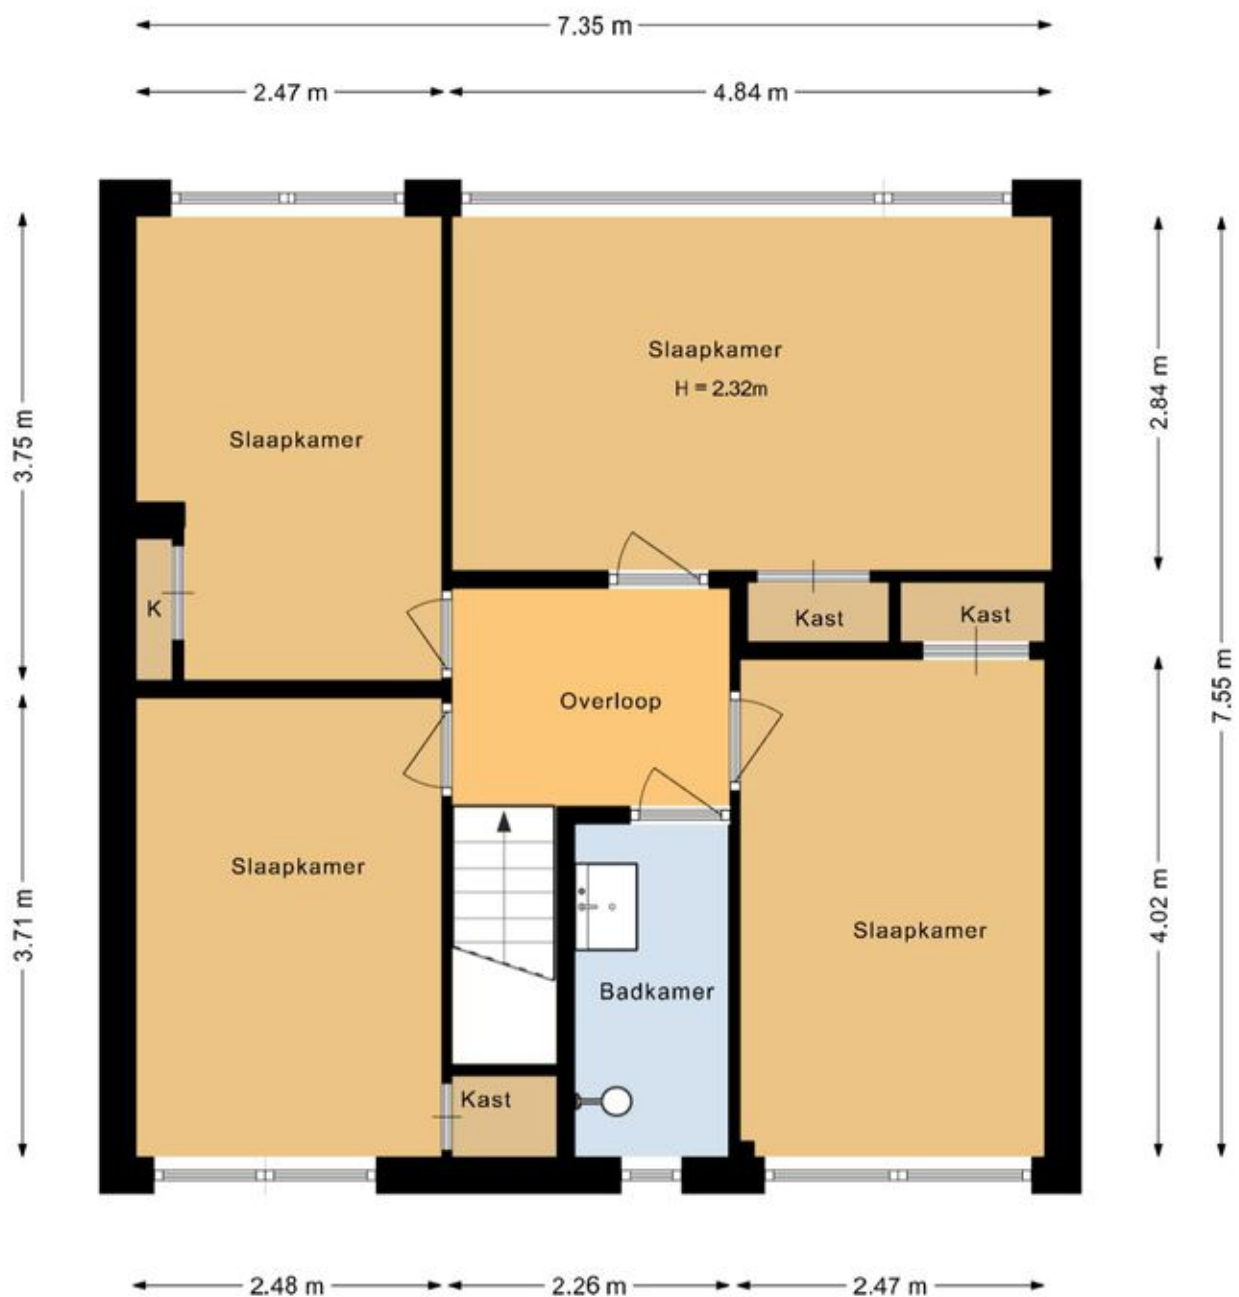 7.35 m
2.47 m
4.84 m
Slaapkamer
H = 2.32m
Slaapkamer
3.75 m
2.84 m
K
Kast
Kast
Overloop
7.55 m
Slaapkamer
3.71 m
4.02 m
Slaapkamer
Badkamer
Kast
2.48 m
2.26 m
2.47 m